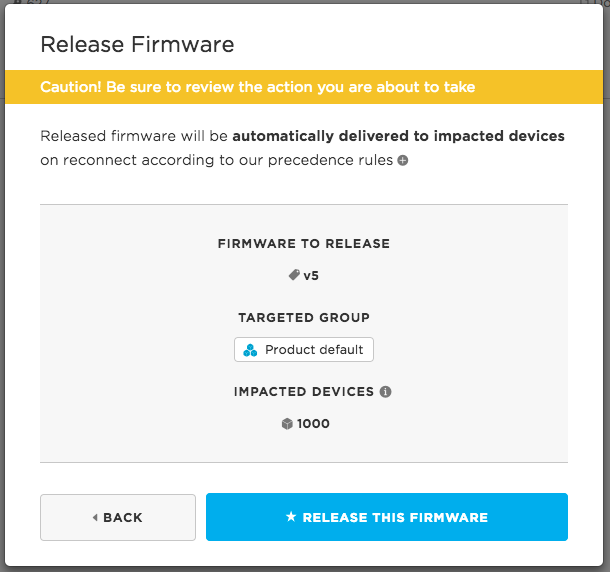 Release Firmware
Caution! Be sure to review the action you are about to take
Released firmware will be automatically delivered to impacted devices
on reconnect according to our precedence rules
FIRMWARE TO RELEASE
v5
TARGETED GROUP
Product default
IMPACTED DEVICES
1000
BACK
RELEASE THIS FIRMWARE